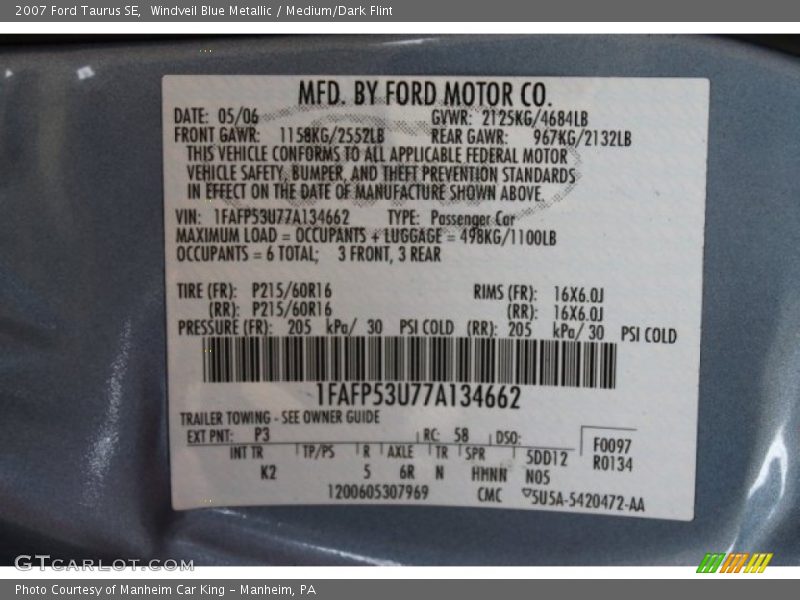 2007 Ford Taurus SE,  Windveil Blue Metallic / Medium/Dark Flint
MFD. BY FORD MOTOR CO.
DATE: 05/06 GVWR: 2125KG/4684LB
FRONT GAWR: 1158KG/2552LB REAR GAWR: 967KG/2132LB
THIS VEHICLE CONFORMS TO ALL APPLICABLE FEDERAL MOTOR
VEHICLE SAFETY, BUMPER, AND THEFT PREVENTION STANDARDS
IN EFFECT ON THE DATE OF MANUFACTURE SHOWN ABOVE.
VIN: 1FAFP53U77A134662 TYPE: Passenger Car
MAXIMUM LOAD = OCCUPANTS + LUGGAGE = 498KG/1100LB
OCCUPANTS = 6 TOTAL; 3 FRONT, 3 REAR
TIRE (FR): P215/60R16 RIMS (FR): 16X6.0J
(RR): P215/60R16 (RR): 16X6.0J
PRESSURE (FR): 205 kPa/ 30 PSI COLD (RR): 205 kPa/ 30 PSI COLD
1FAFP53U77A134662
TRAILER TOWING - SEE OWNER GUIDE
EXT PNT: P3 RC: 58 DSO: F0097
INT TR TP/PS R AXLE TR SPR 5DD12 R0134
K2 5 6R N HMNN N05
1200605307969 CMC ▽5U5A-5420472-AA
GTCARLOT.COM
Photo Courtesy of Manheim Car King - Manheim, PA